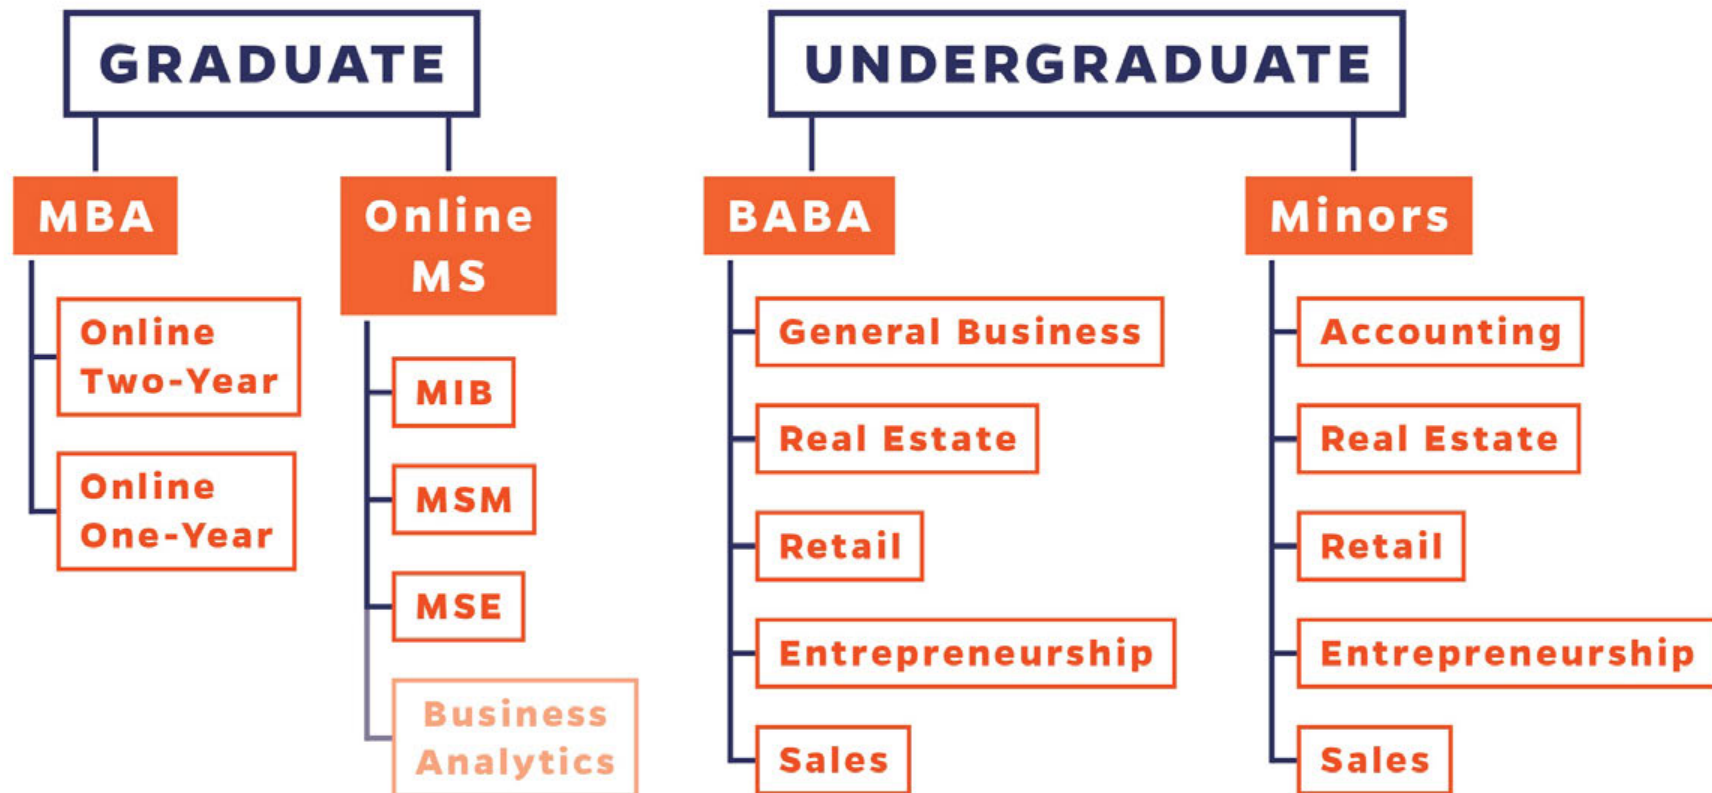 GRADUATE
MBA
Online
Two-Year
Online
One-Year
Online
MS
MIB
MSM
MSE
Business
Analytics
UNDERGRADUATE
BABA
General Business
Real Estate
Retail
Entrepreneurship
Sales
Minors
Accounting
Real Estate
Retail
Entrepreneurship
Sales